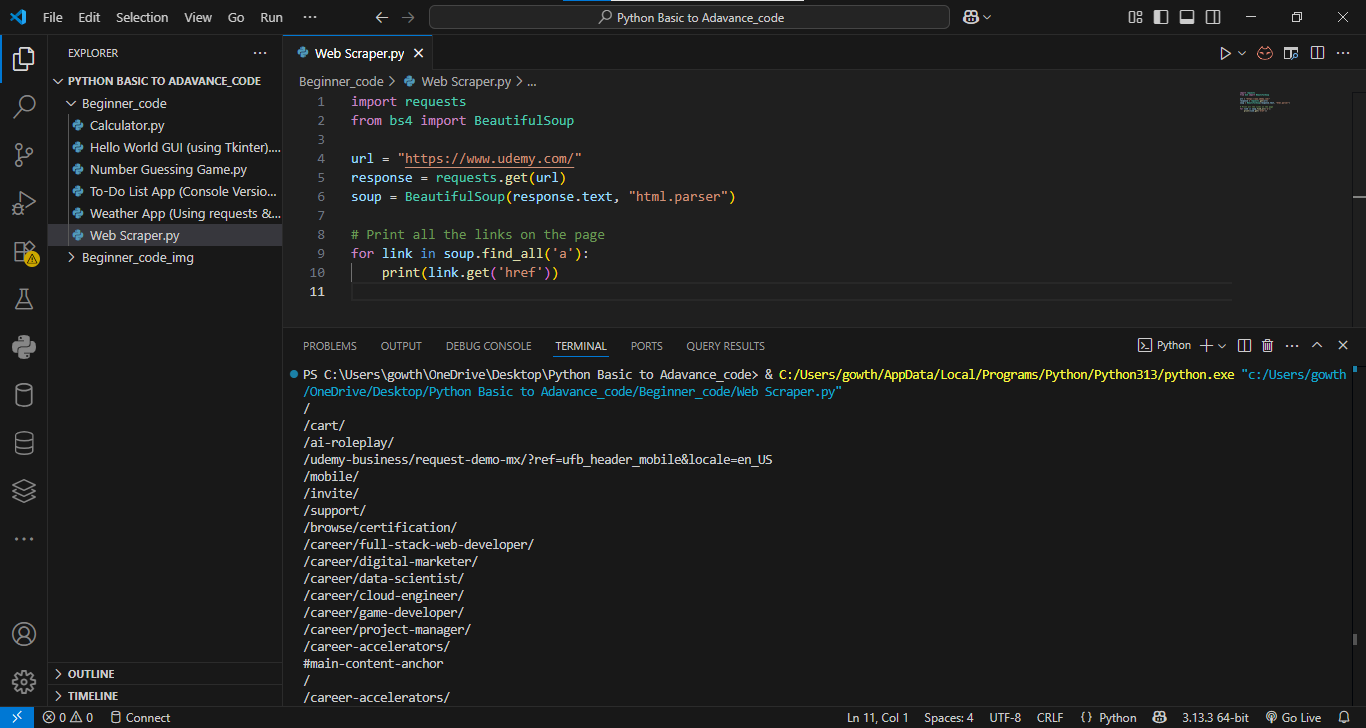 File Edit Selection View Go Run ··· Python Basic to Adavance_code
EXPLORER ···
PYTHON BASIC TO ADAVANCE_CODE
Beginner_code
Calculator.py
Hello World GUI (using Tkinter)....
Number Guessing Game.py
To-Do List App (Console Versio...
Weather App (Using requests &...
Web Scraper.py
Beginner_code_img
OUTLINE
TIMELINE
Web Scraper.py
Beginner_code > Web Scraper.py > ...
1 import requests
2 from bs4 import BeautifulSoup
3
4 url = "https://www.udemy.com/"
5 response = requests.get(url)
6 soup = BeautifulSoup(response.text, "html.parser")
7
8 # Print all the links on the page
9 for link in soup.find_all('a'):
10     print(link.get('href'))
11
PROBLEMS OUTPUT DEBUG CONSOLE TERMINAL PORTS QUERY RESULTS Python
PS C:\Users\gowth\OneDrive\Desktop\Python Basic to Adavance_code> & C:/Users/gowth/AppData/Local/Programs/Python/Python313/python.exe "c:/Users/gowth
/OneDrive/Desktop/Python Basic to Adavance_code/Beginner_code/Web Scraper.py"
/
/cart/
/ai-roleplay/
/udemy-business/request-demo-mx/?ref=ufb_header_mobile&locale=en_US
/mobile/
/invite/
/support/
/browse/certification/
/career/full-stack-web-developer/
/career/digital-marketer/
/career/data-scientist/
/career/cloud-engineer/
/career/game-developer/
/career/project-manager/
/career-accelerators/
#main-content-anchor
/
/career-accelerators/
0 0 Connect Ln 11, Col 1 Spaces: 4 UTF-8 CRLF { } Python 3.13.3 64-bit Go Live